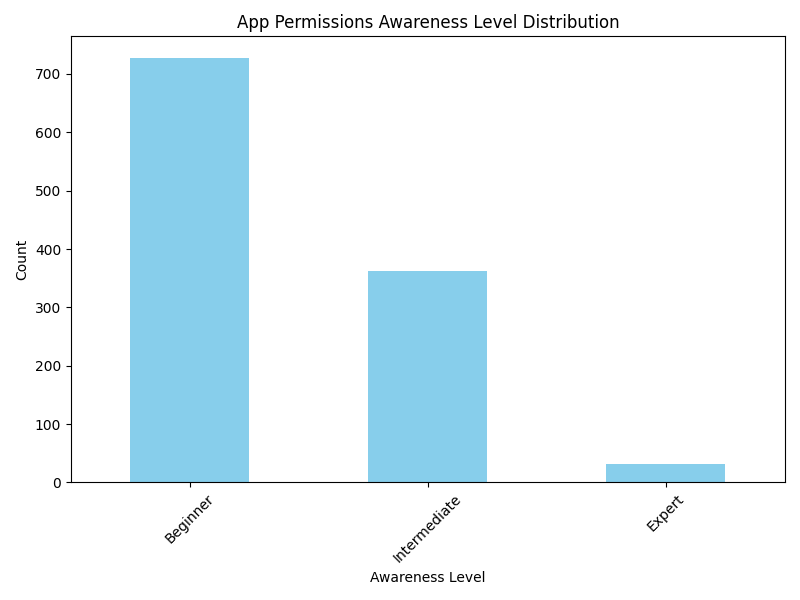 App Permissions Awareness Level Distribution
Count
700
600
500
400
300
200
100
0
Beginner
Intermediate
Expert
Awareness Level